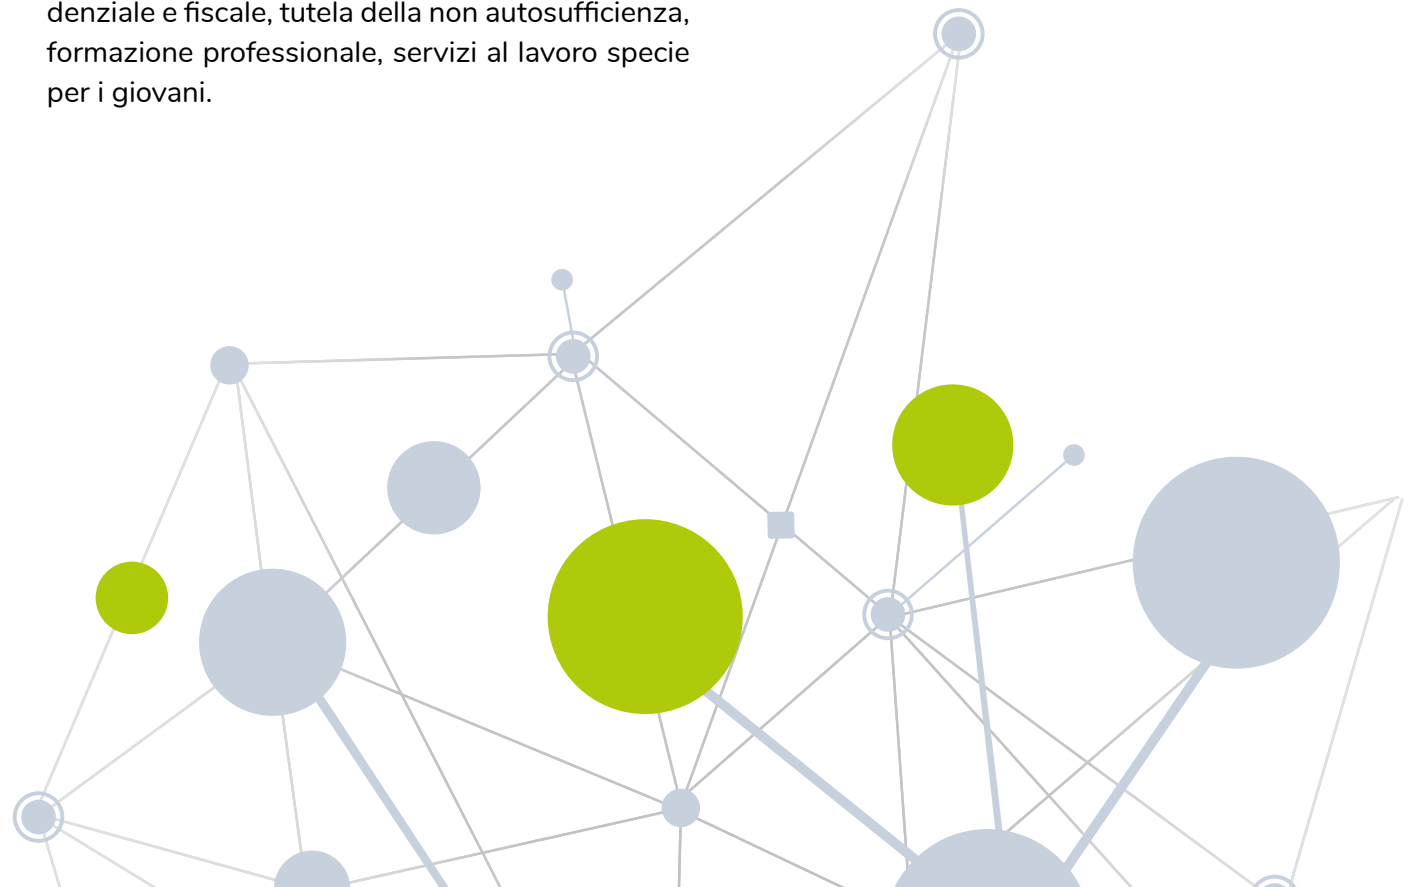 denziale e fiscale, tutela della non autosufficienza,
formazione professionale, servizi al lavoro specie
per i giovani.